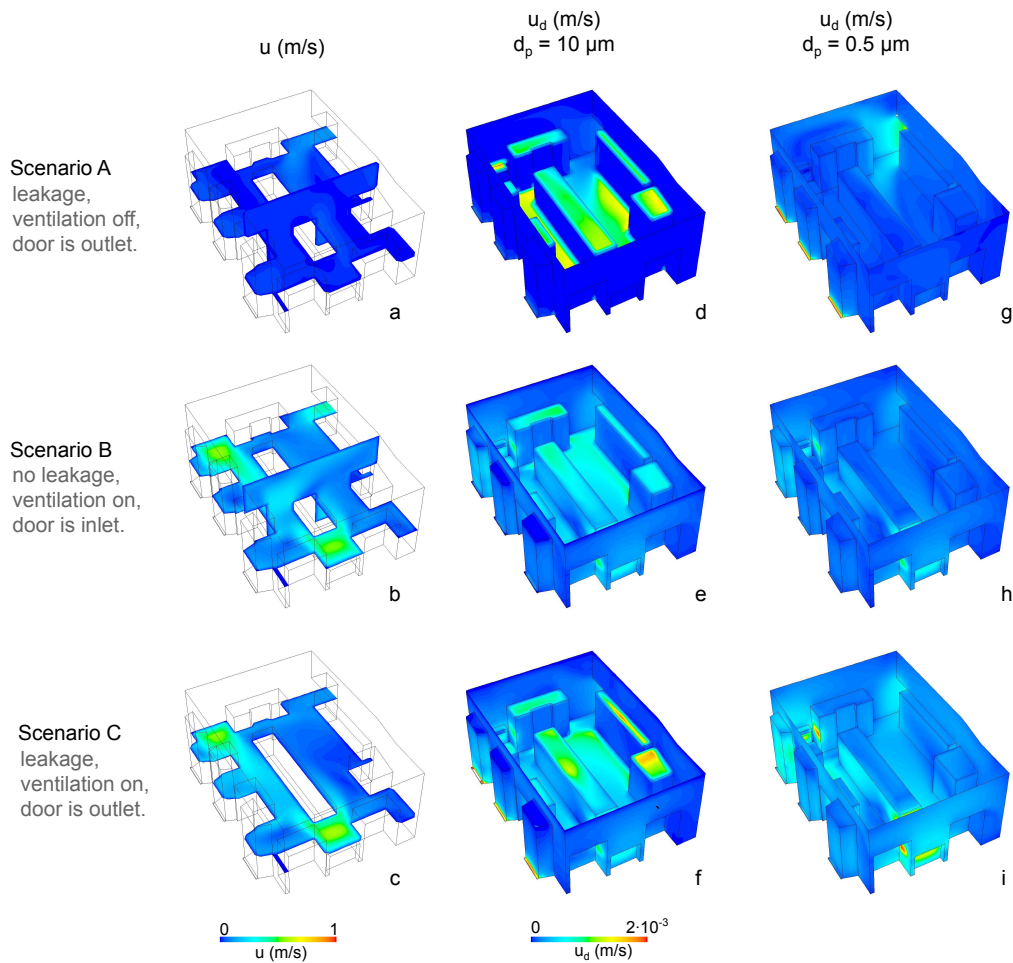 u (m/s)
u_d (m/s)
d_p = 10 µm
u_d (m/s)
d_p = 0.5 µm
Scenario A
leakage,
ventilation off,
door is outlet.
a
d
g
Scenario B
no leakage,
ventilation on,
door is inlet.
b
e
h
Scenario C
leakage,
ventilation on,
door is outlet.
c
f
i
0 1
u (m/s)
0 2·10⁻³
u_d (m/s)